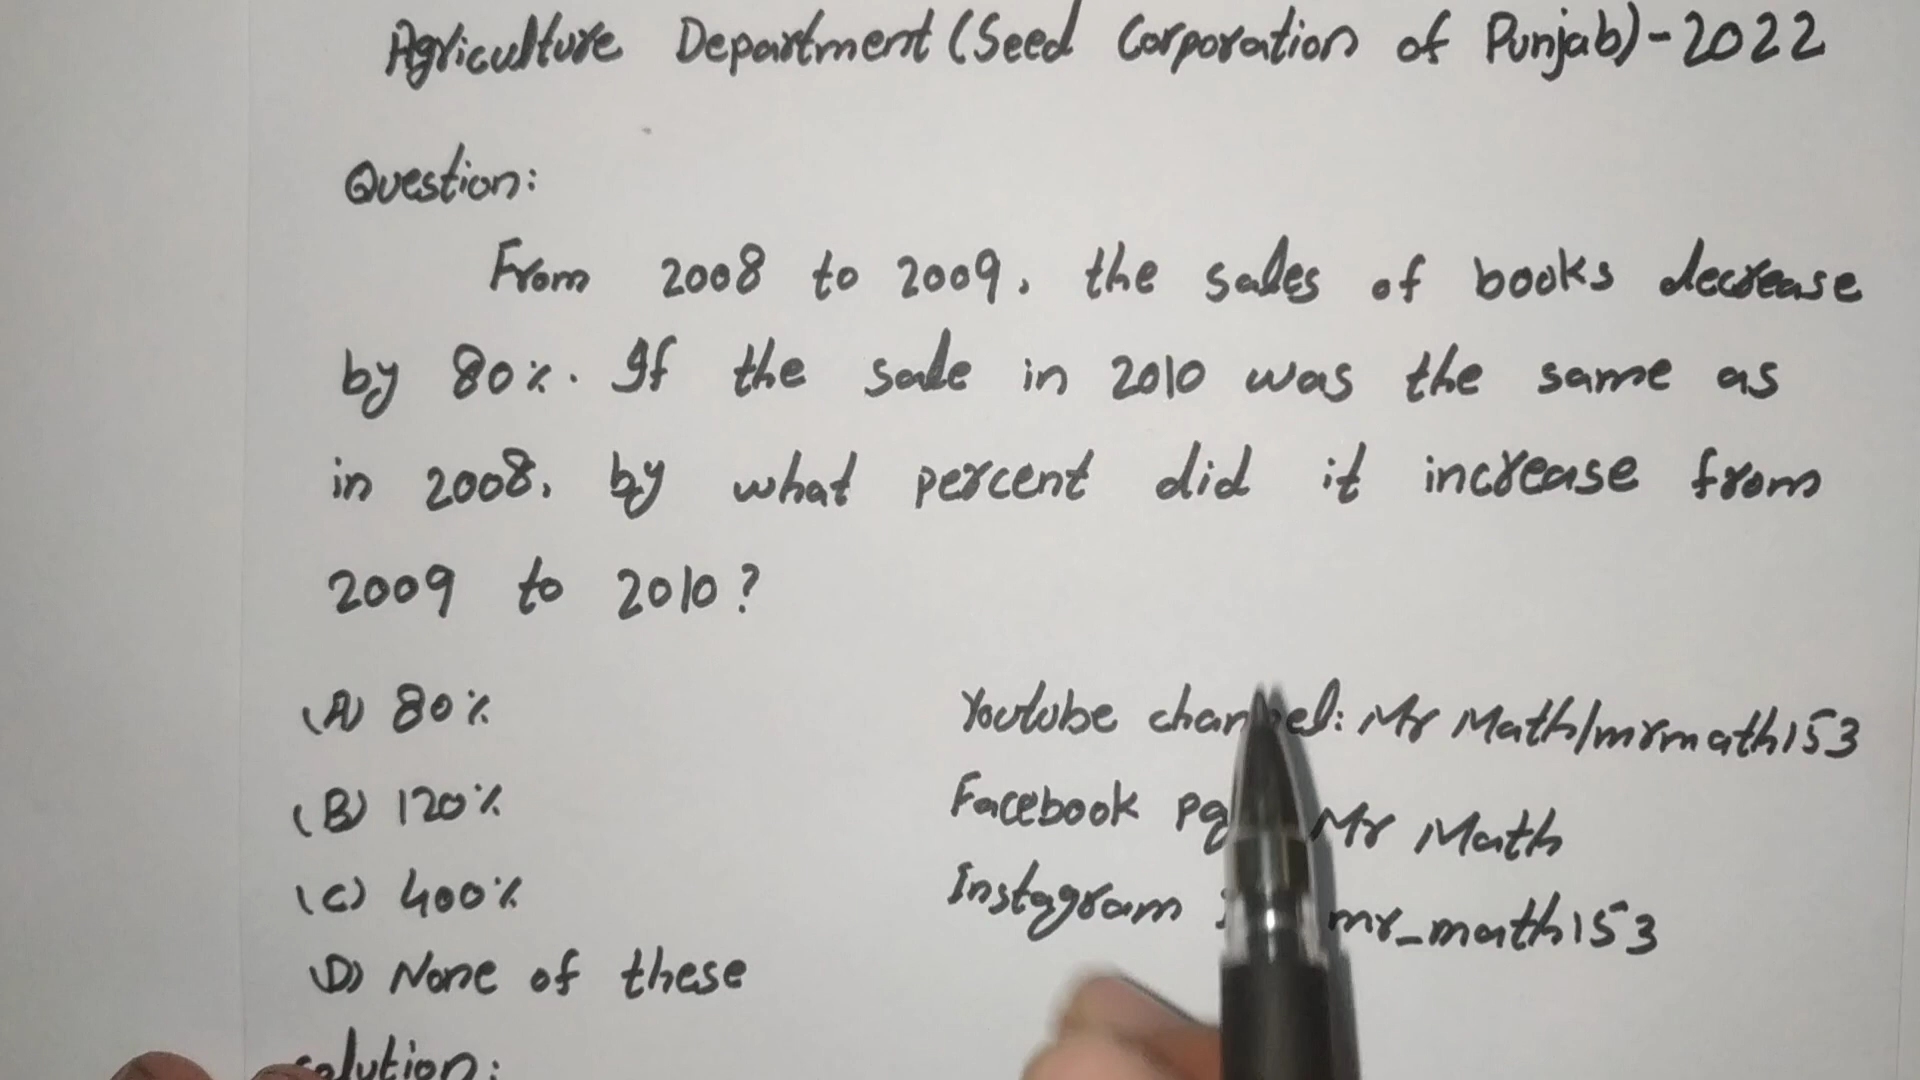 Agriculture Department (Seed Corporation of Punjab)-2022
Question:
From 2008 to 2009, the sales of books decrease
by 80%. If the sale in 2010 was the same as
in 2008, by what percent did it increase from
2009 to 2010?
(A) 80%
(B) 120%
(C) 400%
(D) None of these
Youtube channel: Mr Math/mrmath153
Facebook Mr Math
Instagram mr_math153
solution: